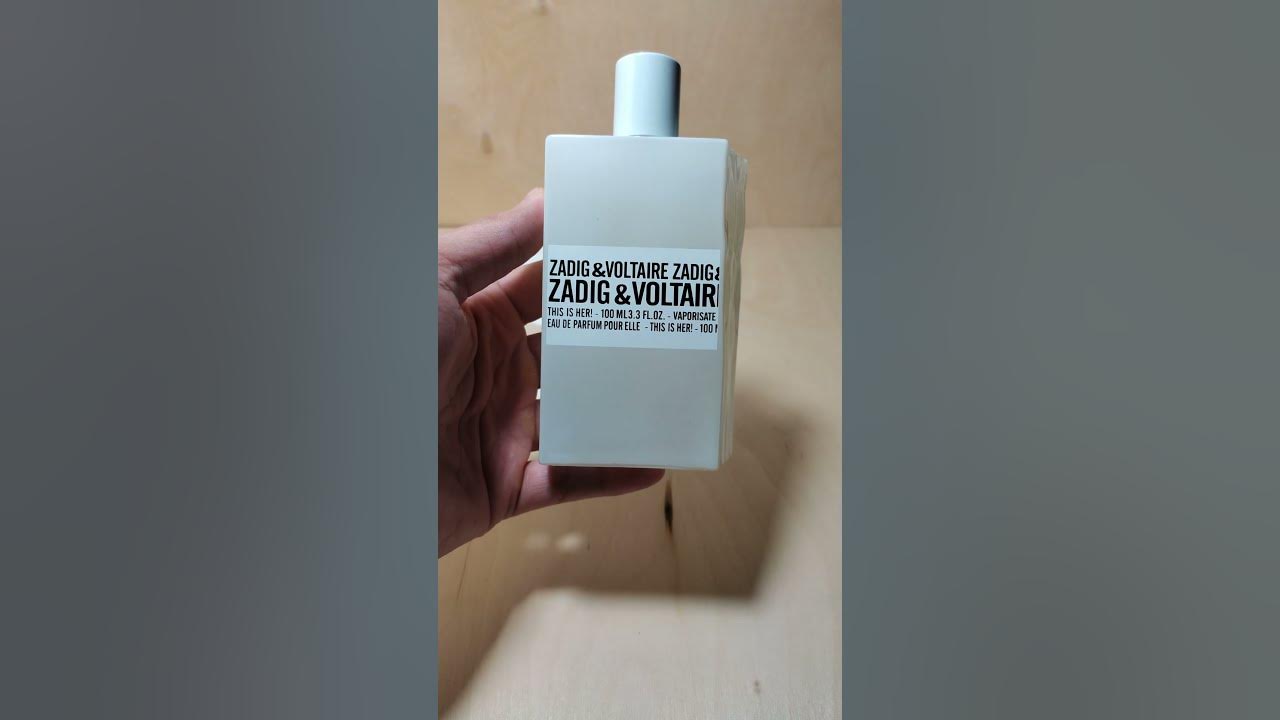 ZADIG &VOLTAIRE ZADIG&
ZADIG &VOLTAIR
THIS IS HER! - 100 ML3.3 FL.OZ. - VAPORISATE
EAU DE PARFUM POUR ELLE - THIS IS HER! - 100 M